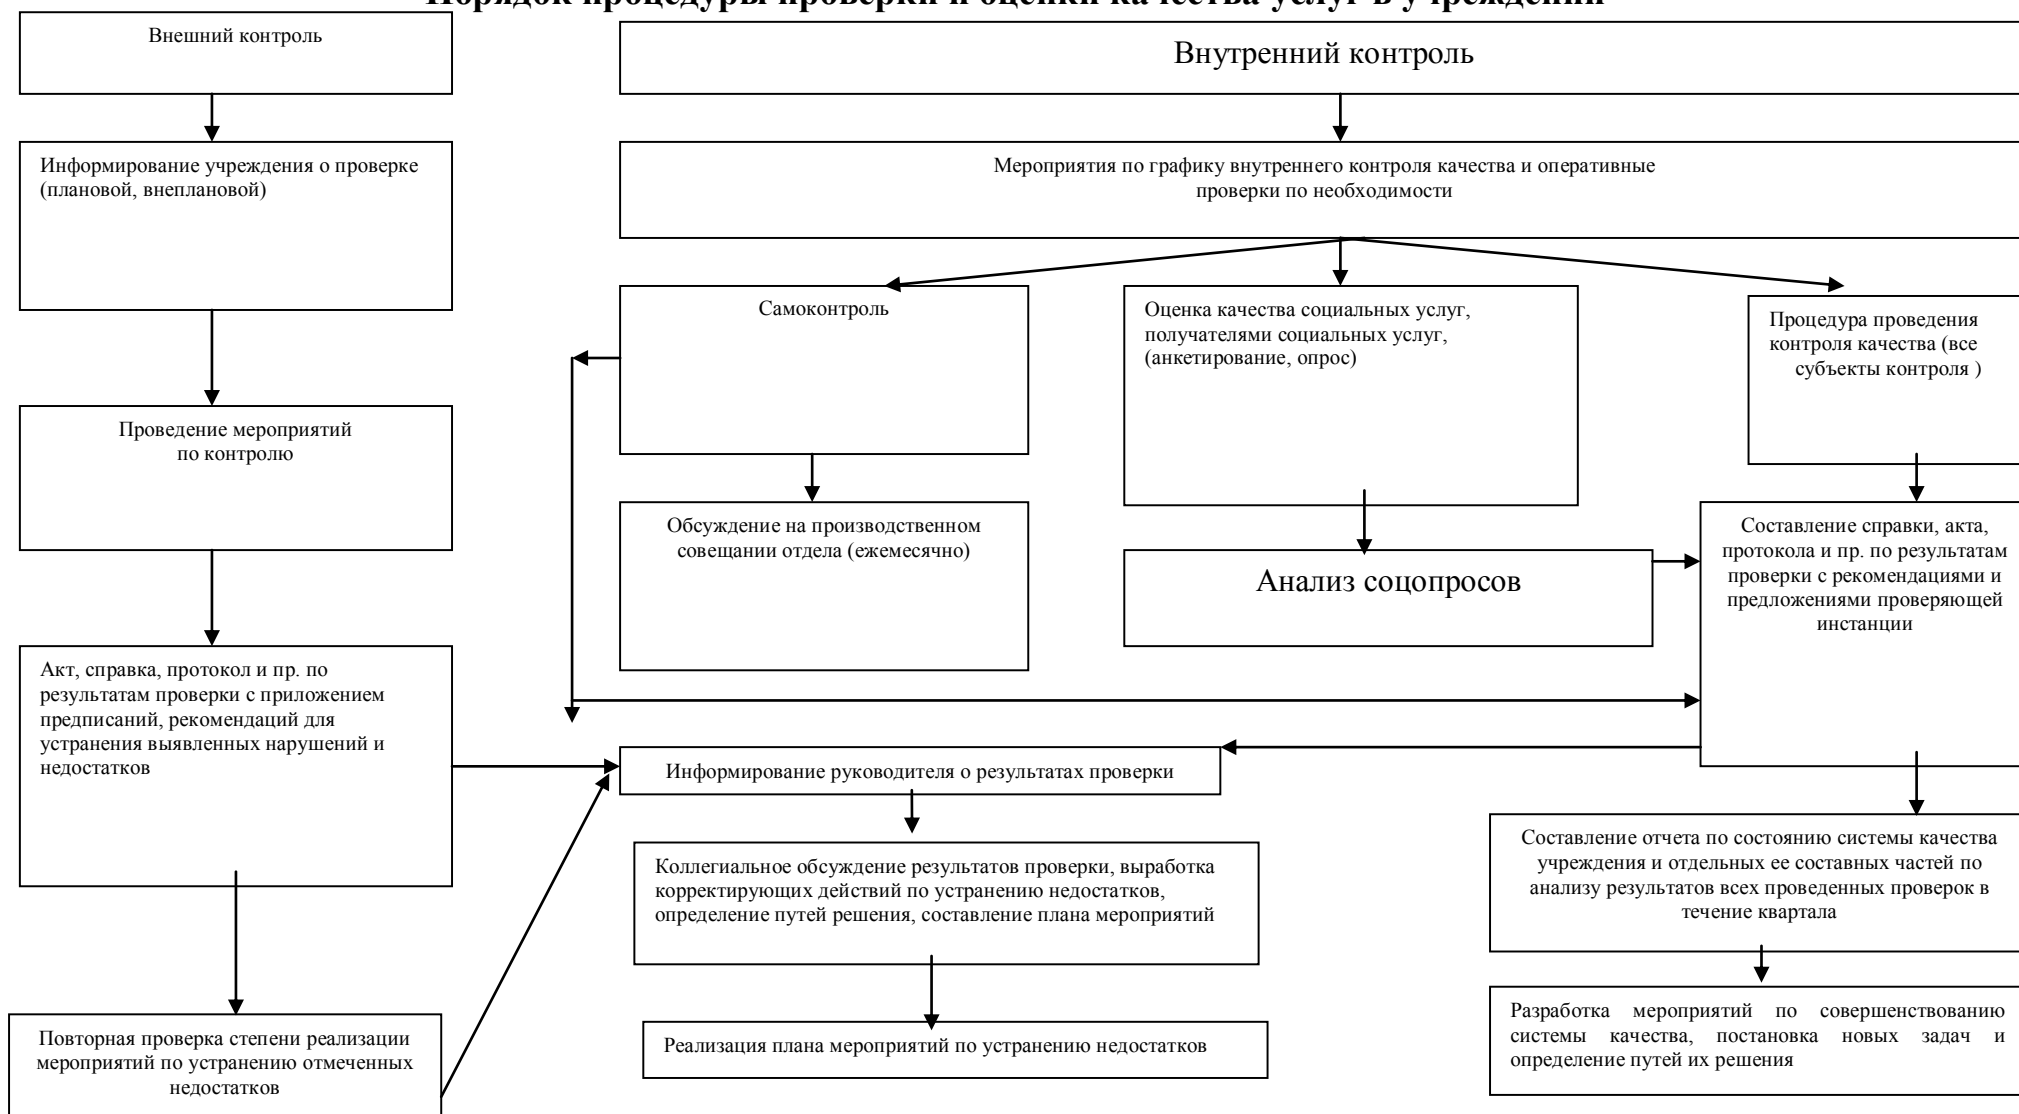 Порядок процедуры проверки и оценки качества услуг в учреждении
Внешний контроль
Внутренний контроль
Информирование учреждения о проверке
(плановой, внеплановой)
Мероприятия по графику внутреннего контроля качества и оперативные
проверки по необходимости
Самоконтроль
Оценка качества социальных услуг,
получателями социальных услуг,
(анкетирование, опрос)
Процедура проведения
контроля качества (все
субъекты контроля )
Проведение мероприятий
по контролю
Обсуждение на производственном
совещании отдела (ежемесячно)
Анализ соцопросов
Составление справки, акта,
протокола и пр. по результатам
проверки с рекомендациями и
предложениями проверяющей
инстанции
Акт, справка, протокол и пр. по
результатам проверки с приложением
предписаний, рекомендаций для
устранения выявленных нарушений и
недостатков
Информирование руководителя о результатах проверки
Коллегиальное обсуждение результатов проверки, выработка
корректирующих действий по устранению недостатков,
определение путей решения, составление плана мероприятий
Составление отчета по состоянию системы качества
учреждения и отдельных ее составных частей по
анализу результатов всех проведенных проверок в
течение квартала
Повторная проверка степени реализации
мероприятий по устранению отмеченных
недостатков
Реализация плана мероприятий по устранению недостатков
Разработка мероприятий по совершенствованию
системы качества, постановка новых задач и
определение путей их решения